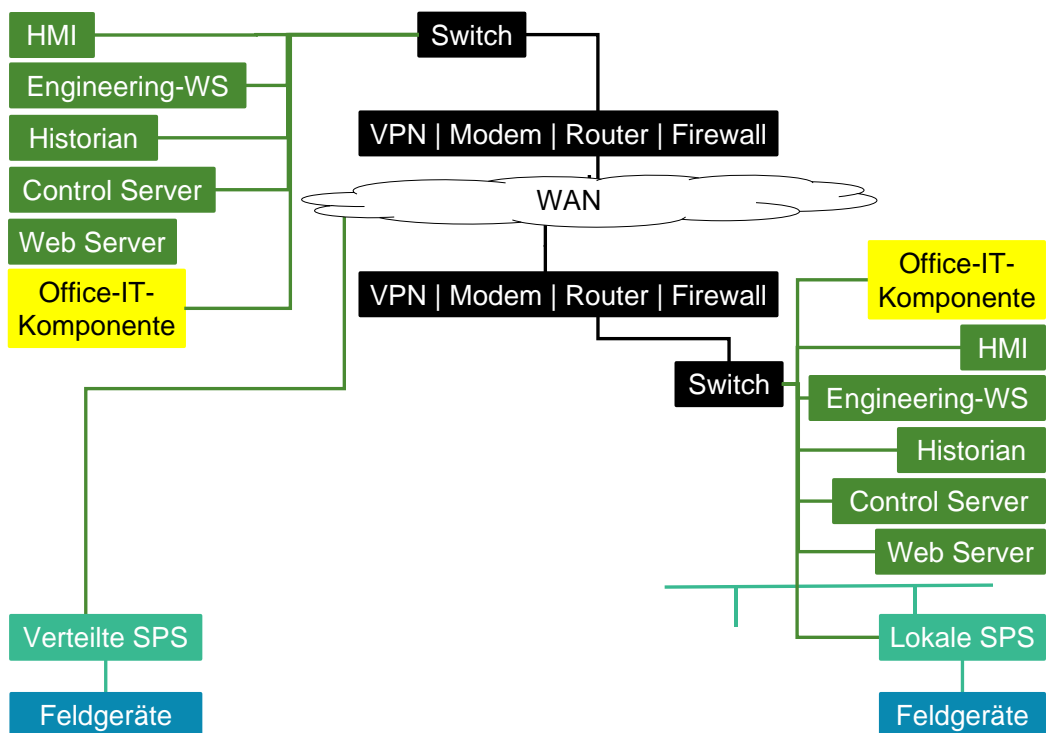 HMI
Engineering-WS
Historian
Control Server
Web Server
Office-IT-
Komponente
Switch
VPN | Modem | Router | Firewall
WAN
VPN | Modem | Router | Firewall
Switch
Office-IT-
Komponente
HMI
Engineering-WS
Historian
Control Server
Web Server
Verteilte SPS
Feldgeräte
Lokale SPS
Feldgeräte